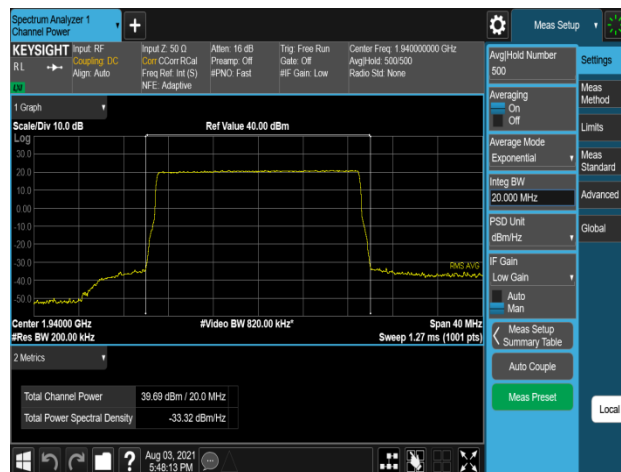 Spectrum Analyzer 1
Channel Power
+
Meas Setup
KEYSIGHT
Input: RF
Input Z: 50 Ω
Atten: 16 dB
Trig: Free Run
Center Freq: 1.940000000 GHz
RL
Coupling: DC
Corr CCorr RCal
Preamp: Off
Gate: Off
Avg|Hold: 500/500
Align: Auto
Freq Ref: Int (S)
#PNO: Fast
#IF Gain: Low
Radio Std: None
NFE: Adaptive
1 Graph
Scale/Div 10.0 dB
Ref Value 40.00 dBm
Log
30.0
20.0
10.0
0.00
-10.0
-20.0
-30.0
-40.0
-50.0
RMS AVG
Center 1.94000 GHz
#Video BW 820.00 kHz*
Span 40 MHz
#Res BW 200.00 kHz
Sweep 1.27 ms (1001 pts)
2 Metrics
Total Channel Power
39.69 dBm / 20.0 MHz
Total Power Spectral Density
-33.32 dBm/Hz
Aug 03, 2021
5:48:13 PM
?
Avg|Hold Number
500
Averaging
On
Off
Average Mode
Exponential
Integ BW
20.000 MHz
PSD Unit
dBm/Hz
IF Gain
Low Gain
Auto
Man
Meas Setup
Summary Table
Auto Couple
Meas Preset
Settings
Meas
Method
Limits
Meas
Standard
Advanced
Global
Local